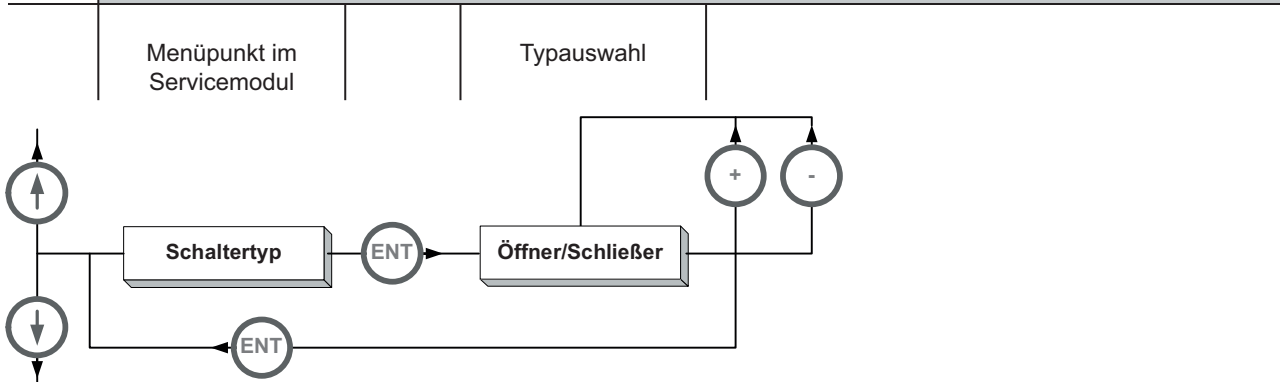 Menüpunkt im
Servicemodul
Typauswahl
+
-
Schaltertyp
ENT
Öffner/Schließer
ENT